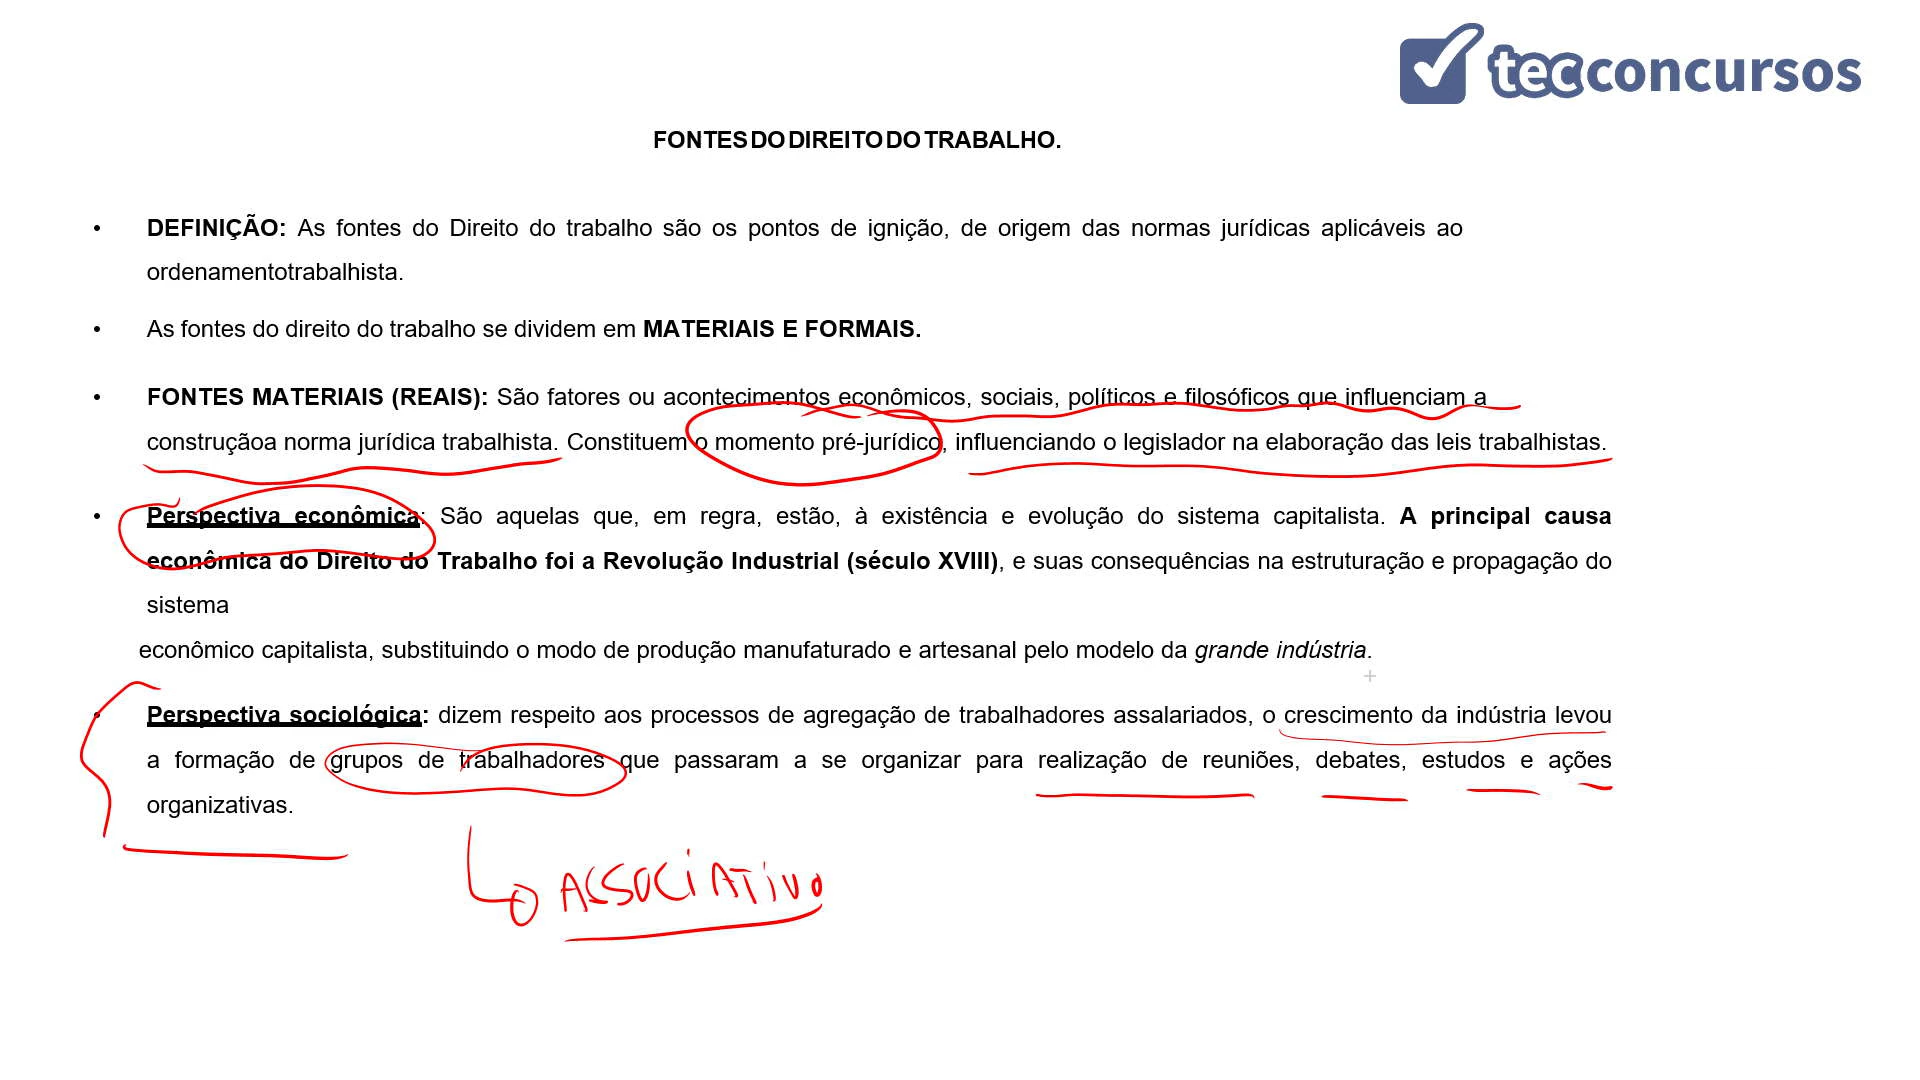 tecconcursos
FONTES DO DIREITO DO TRABALHO.
• DEFINIÇÃO: As fontes do Direito do trabalho são os pontos de ignição, de origem das normas jurídicas aplicáveis ao
ordenamentotrabalhista.
• As fontes do direito do trabalho se dividem em MATERIAIS E FORMAIS.
• FONTES MATERIAIS (REAIS): São fatores ou acontecimentos econômicos, sociais, políticos e filosóficos que influenciam a
construçãoa norma jurídica trabalhista. Constituem o momento pré-jurídico, influenciando o legislador na elaboração das leis trabalhistas.
• Perspectiva econômica: São aquelas que, em regra, estão, à existência e evolução do sistema capitalista. A principal causa
econômica do Direito do Trabalho foi a Revolução Industrial (século XVIII), e suas consequências na estruturação e propagação do
sistema
econômico capitalista, substituindo o modo de produção manufaturado e artesanal pelo modelo da grande indústria.
• Perspectiva sociológica: dizem respeito aos processos de agregação de trabalhadores assalariados, o crescimento da indústria levou
a formação de grupos de trabalhadores que passaram a se organizar para realização de reuniões, debates, estudos e ações
organizativas.
ASSOCIATIVO